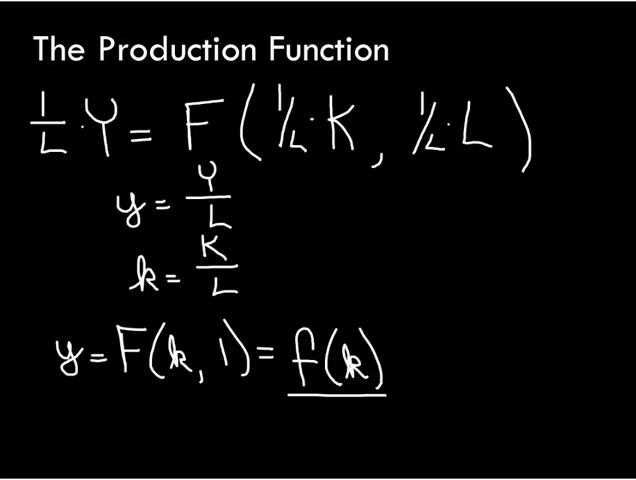 The Production Function
1/L · Y = F ( 1/L · K , 1/L · L )
y = Y/L
k = K/L
y = F(k, 1) = f(k)